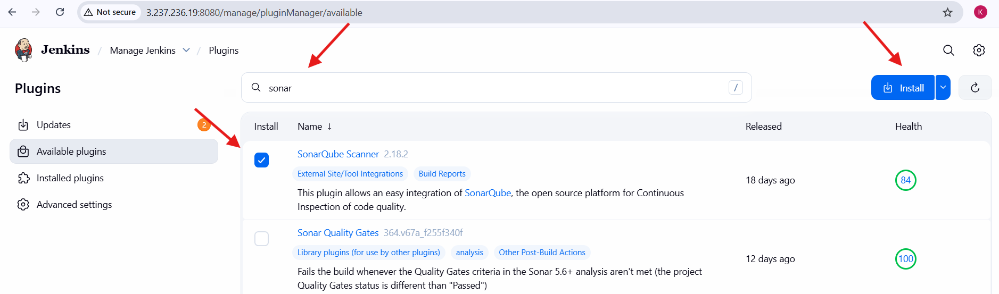 Not secure 3.237.236.19:8080/manage/pluginManager/available K
Jenkins / Manage Jenkins / Plugins
Plugins
sonar /
Install
Updates 2
Available plugins
Installed plugins
Advanced settings
Install Name ↓ Released Health
SonarQube Scanner 2.18.2
External Site/Tool Integrations Build Reports
This plugin allows an easy integration of SonarQube, the open source platform for Continuous
Inspection of code quality.
18 days ago 84
Sonar Quality Gates 364.v67a_f255f340f
Library plugins (for use by other plugins) analysis Other Post-Build Actions
Fails the build whenever the Quality Gates criteria in the Sonar 5.6+ analysis aren't met (the project
Quality Gates status is different than "Passed")
12 days ago 100